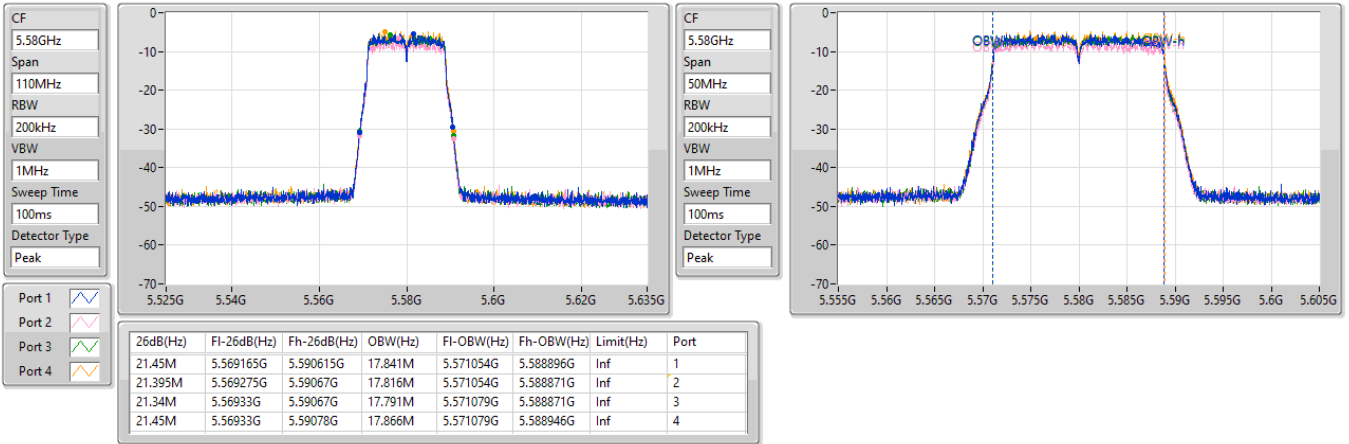 CF
5.58GHz
Span
110MHz
RBW
200kHz
VBW
1MHz
Sweep Time
100ms
Detector Type
Peak
0
-10
-20
-30
-40
-50
-60
-70
5.525G 5.54G 5.56G 5.58G 5.6G 5.62G 5.635G
CF
5.58GHz
Span
50MHz
RBW
200kHz
VBW
1MHz
Sweep Time
100ms
Detector Type
Peak
0
-10
-20
-30
-40
-50
-60
-70
OBW-h
5.555G 5.56G 5.565G 5.57G 5.575G 5.58G 5.585G 5.59G 5.595G 5.6G 5.605G
Port 1
Port 2
Port 3
Port 4
26dB(Hz) Fl-26dB(Hz) Fh-26dB(Hz) OBW(Hz) Fl-OBW(Hz) Fh-OBW(Hz) Limit(Hz) Port
21.45M 5.569165G 5.590615G 17.841M 5.571054G 5.588896G Inf 1
21.395M 5.569275G 5.59067G 17.816M 5.571054G 5.588871G Inf 2
21.34M 5.56933G 5.59067G 17.791M 5.571079G 5.588871G Inf 3
21.45M 5.56933G 5.59078G 17.866M 5.571079G 5.588946G Inf 4